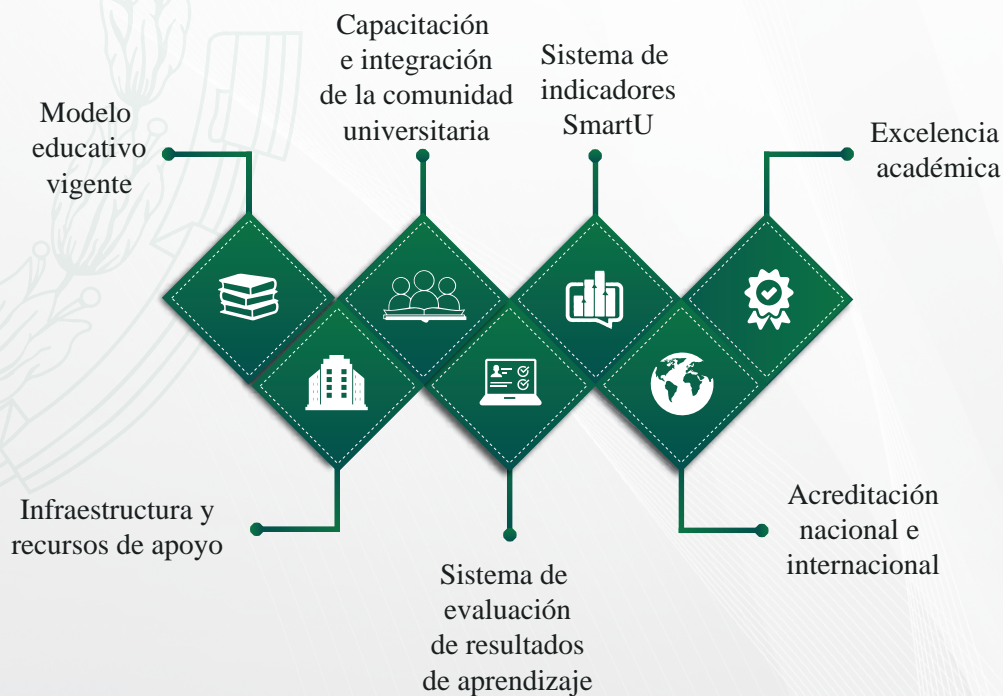 Modelo
educativo
vigente
Capacitación
e integración
de la comunidad
universitaria
Sistema de
indicadores
SmartU
Excelencia
académica
Infraestructura y
recursos de apoyo
Sistema de
evaluación
de resultados
de aprendizaje
Acreditación
nacional e
internacional